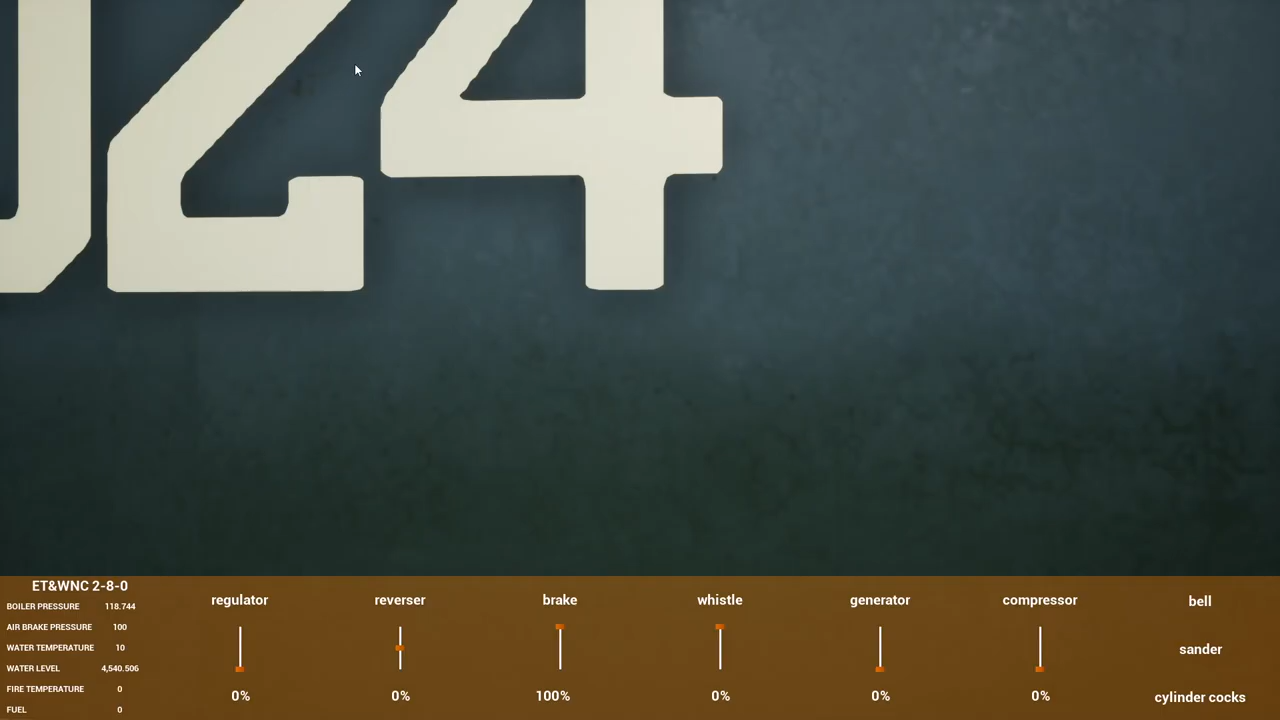 024
ET&WNC 2-8-0
BOILER PRESSURE 118.744
AIR BRAKE PRESSURE 100
WATER TEMPERATURE 10
WATER LEVEL 4,540.506
FIRE TEMPERATURE 0
FUEL 0
regulator
0%
reverser
0%
brake
100%
whistle
0%
generator
0%
compressor
0%
bell
sander
cylinder cocks